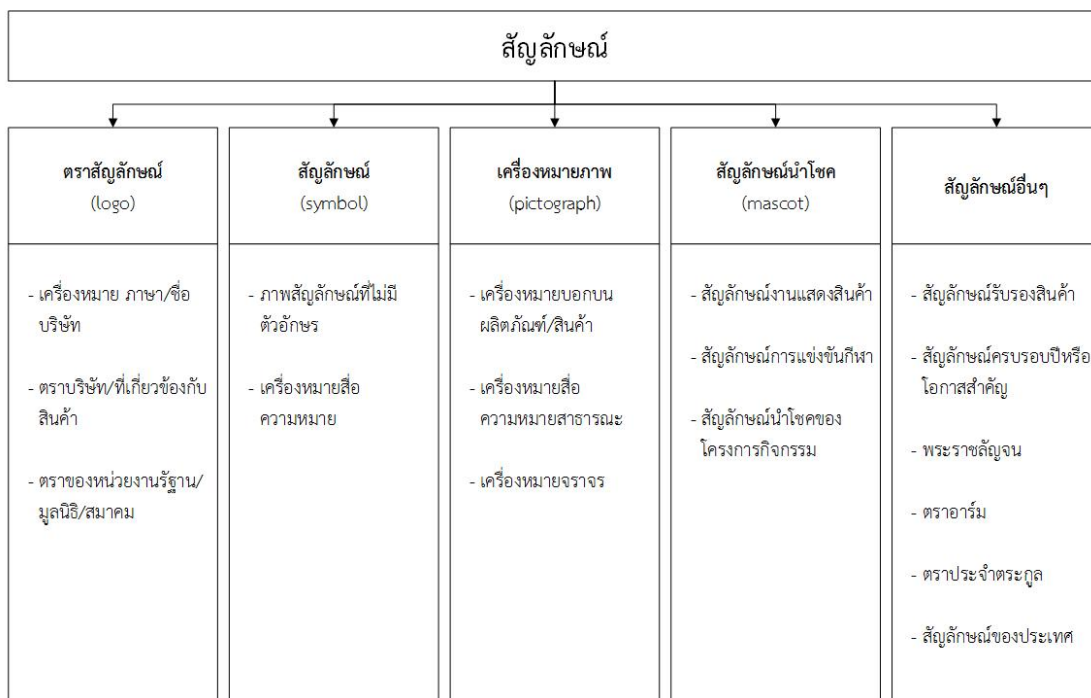 สัญลักษณ์
ตราสัญลักษณ์
(logo)
- เครื่องหมาย ภาษา/ชื่อ
บริษัท
- ตราบริษัท/ที่เกี่ยวข้องกับ
สินค้า
- ตราของหน่วยงานรัฐาน/
มูลนิธิ/สมาคม
สัญลักษณ์
(symbol)
- ภาพสัญลักษณ์ที่ไม่มี
ตัวอักษร
- เครื่องหมายสื่อ
ความหมาย
เครื่องหมายภาพ
(pictograph)
- เครื่องหมายบอกบน
ผลิตภัณฑ์/สินค้า
- เครื่องหมายสื่อ
ความหมายสาธารณะ
- เครื่องหมายจราจร
สัญลักษณ์นำโชค
(mascot)
- สัญลักษณ์งานแสดงสินค้า
- สัญลักษณ์การแข่งขันกีฬา
- สัญลักษณ์นำโชคของ
โครงการกิจกรรม
สัญลักษณ์อื่นๆ
- สัญลักษณ์รับรองสินค้า
- สัญลักษณ์ครบรอบปีหรือ
โอกาสสำคัญ
- พระราชลัญจน
- ตราอาร์ม
- ตราประจำตระกูล
- สัญลักษณ์ของประเทศ